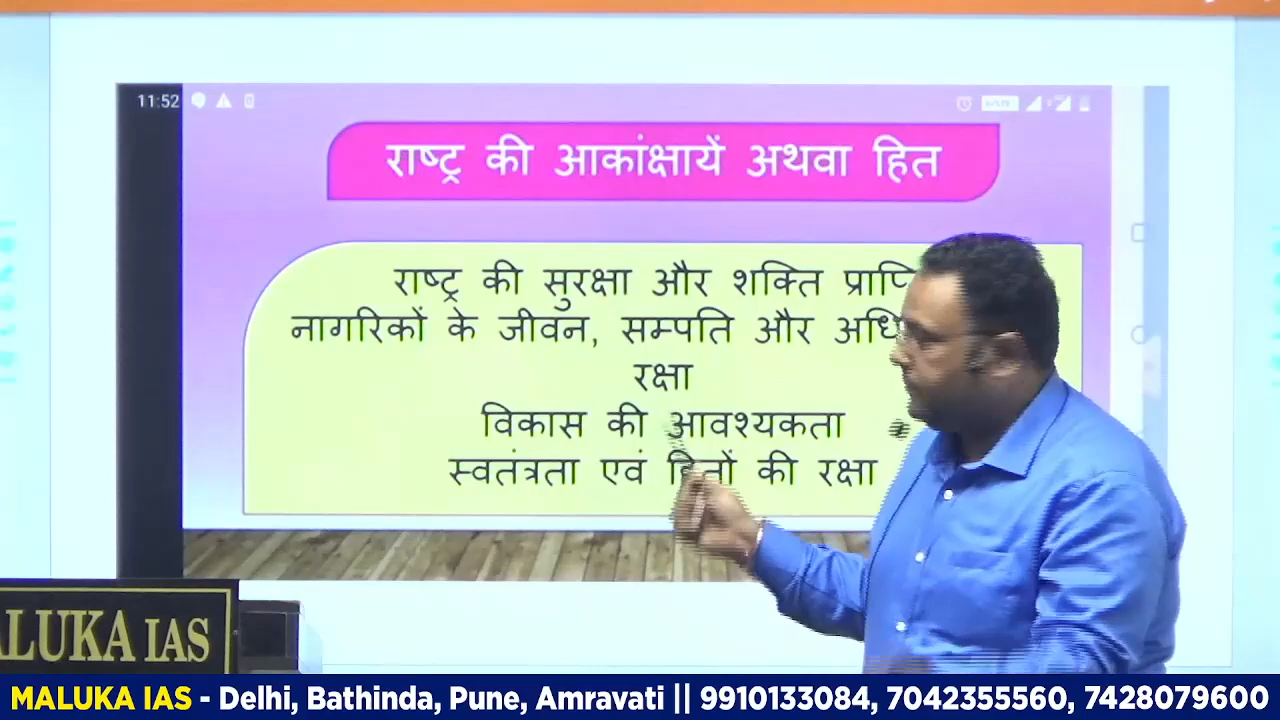 11:52
राष्ट्र की आकांक्षायें अथवा हित
राष्ट्र की सुरक्षा और शक्ति
नागरिकों के जीवन, सम्पति और
रक्षा
विकास की आवश्यकता
स्वतंत्रता एवं हितों की रक्षा
ALUKA IAS
MALUKA IAS - Delhi, Bathinda, Pune, Amravati || 9910133084, 7042355560, 7428079600